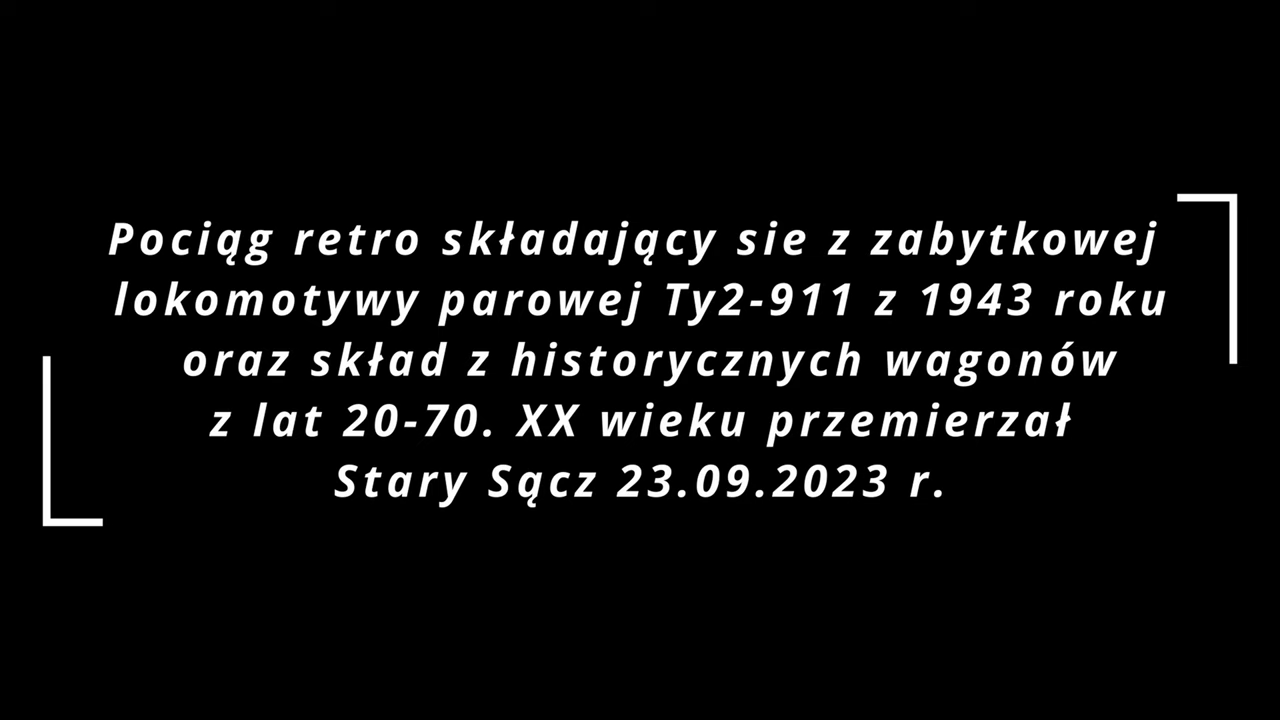 Pociąg retro składający sie z zabytkowej
lokomotywy parowej Ty2-911 z 1943 roku
oraz skład z historycznych wagonów
z lat 20-70. XX wieku przemierzał
Stary Sącz 23.09.2023 r.